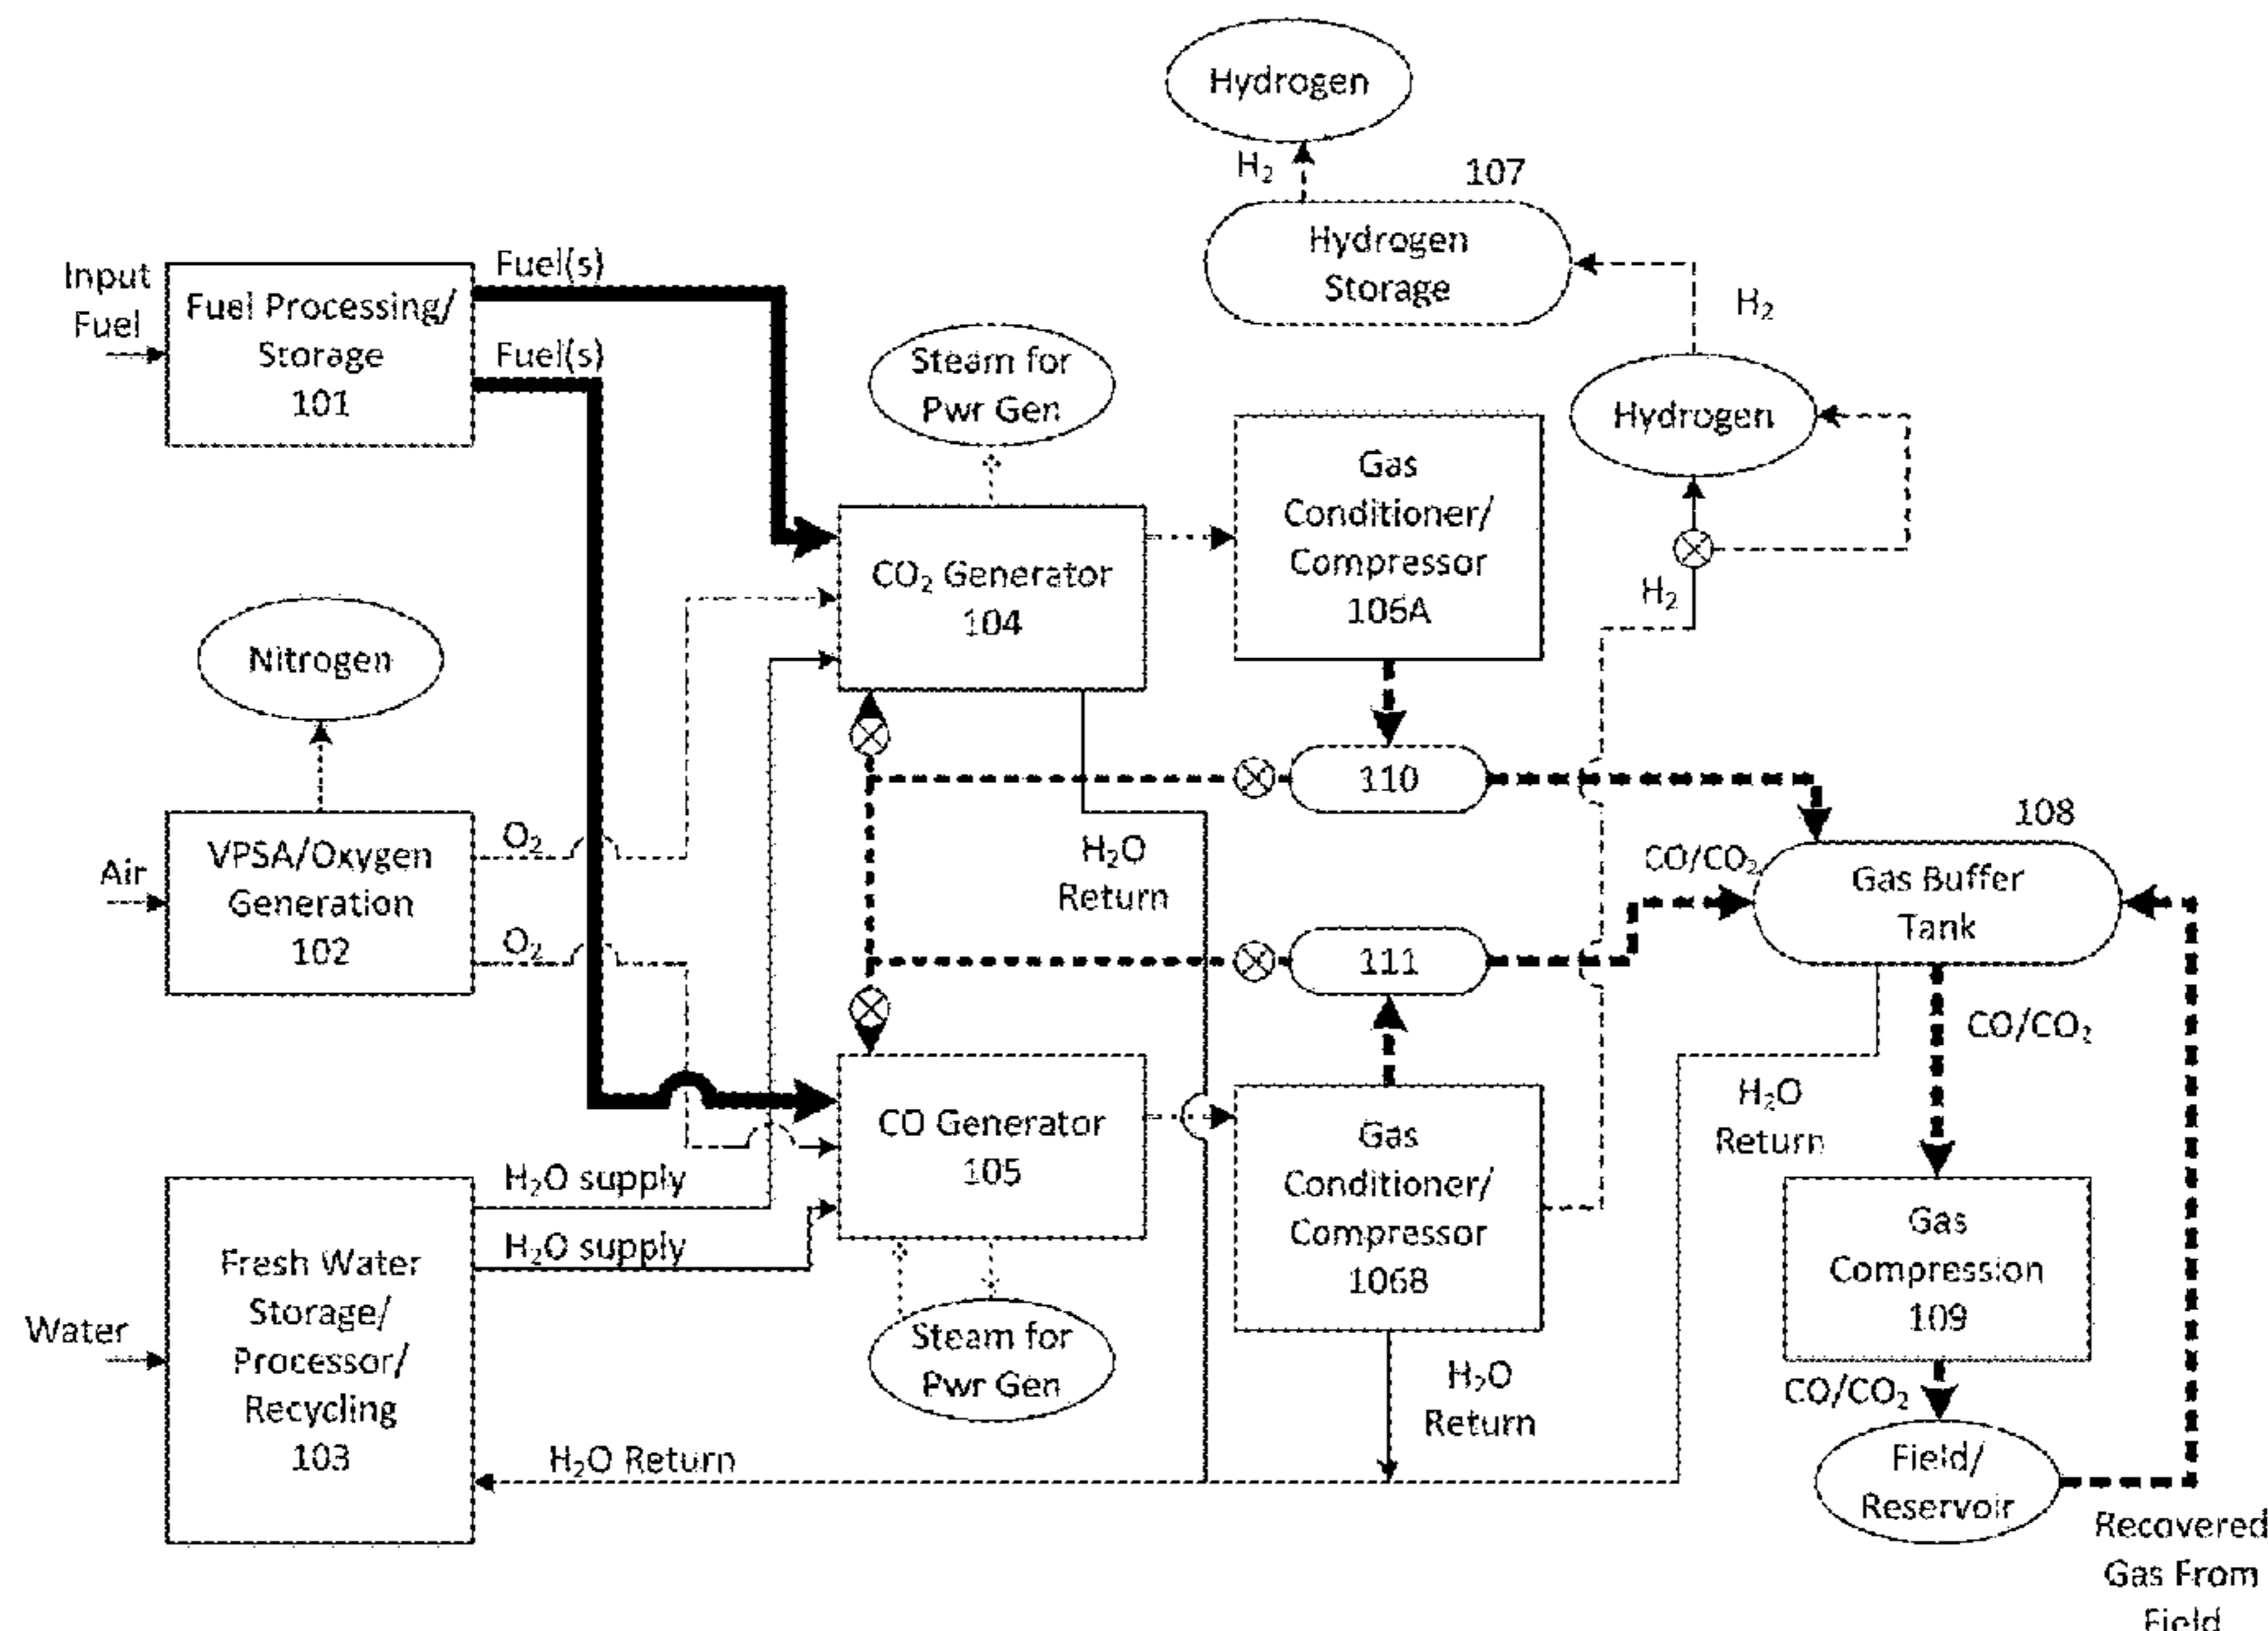 Hydrogen
H₂
107
Hydrogen
Storage
H₂
Input
Fuel
Fuel Processing/
Storage
101
Fuel(s)
Fuel(s)
Steam for
Pwr Gen
Hydrogen
H₂
Gas
Conditioner/
Compressor
106A
CO₂ Generator
104
Nitrogen
110
108
Air
VPSA/Oxygen
Generation
102
O₂
O₂
H₂O
Return
CO/CO₂
Gas Buffer
Tank
111
CO/CO₂
H₂O
Return
CO Generator
105
Gas
Conditioner/
Compressor
106B
H₂O supply
H₂O supply
Water
Fresh Water
Storage/
Processor/
Recycling
103
Steam for
Pwr Gen
Gas
Compression
109
H₂O
Return
CO/CO₂
H₂O Return
Field/
Reservoir
Recovered
Gas From
Field